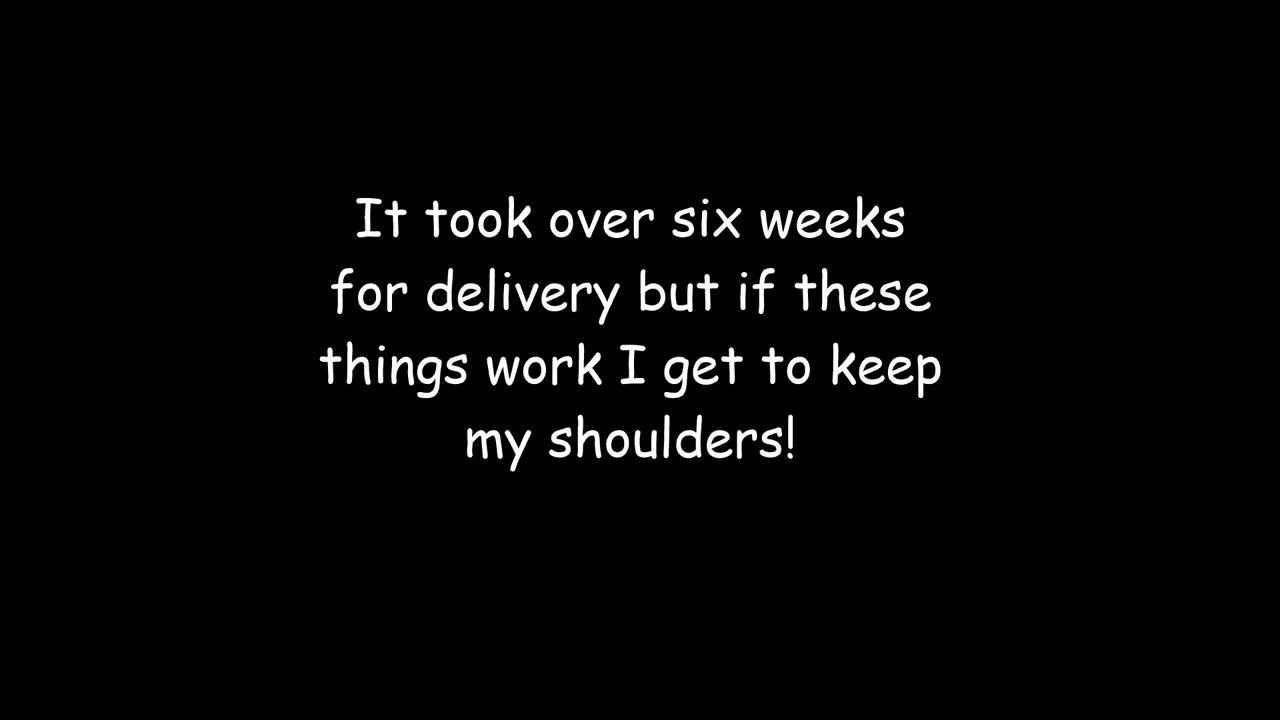 It took over six weeks
for delivery but if these
things work I get to keep
my shoulders!